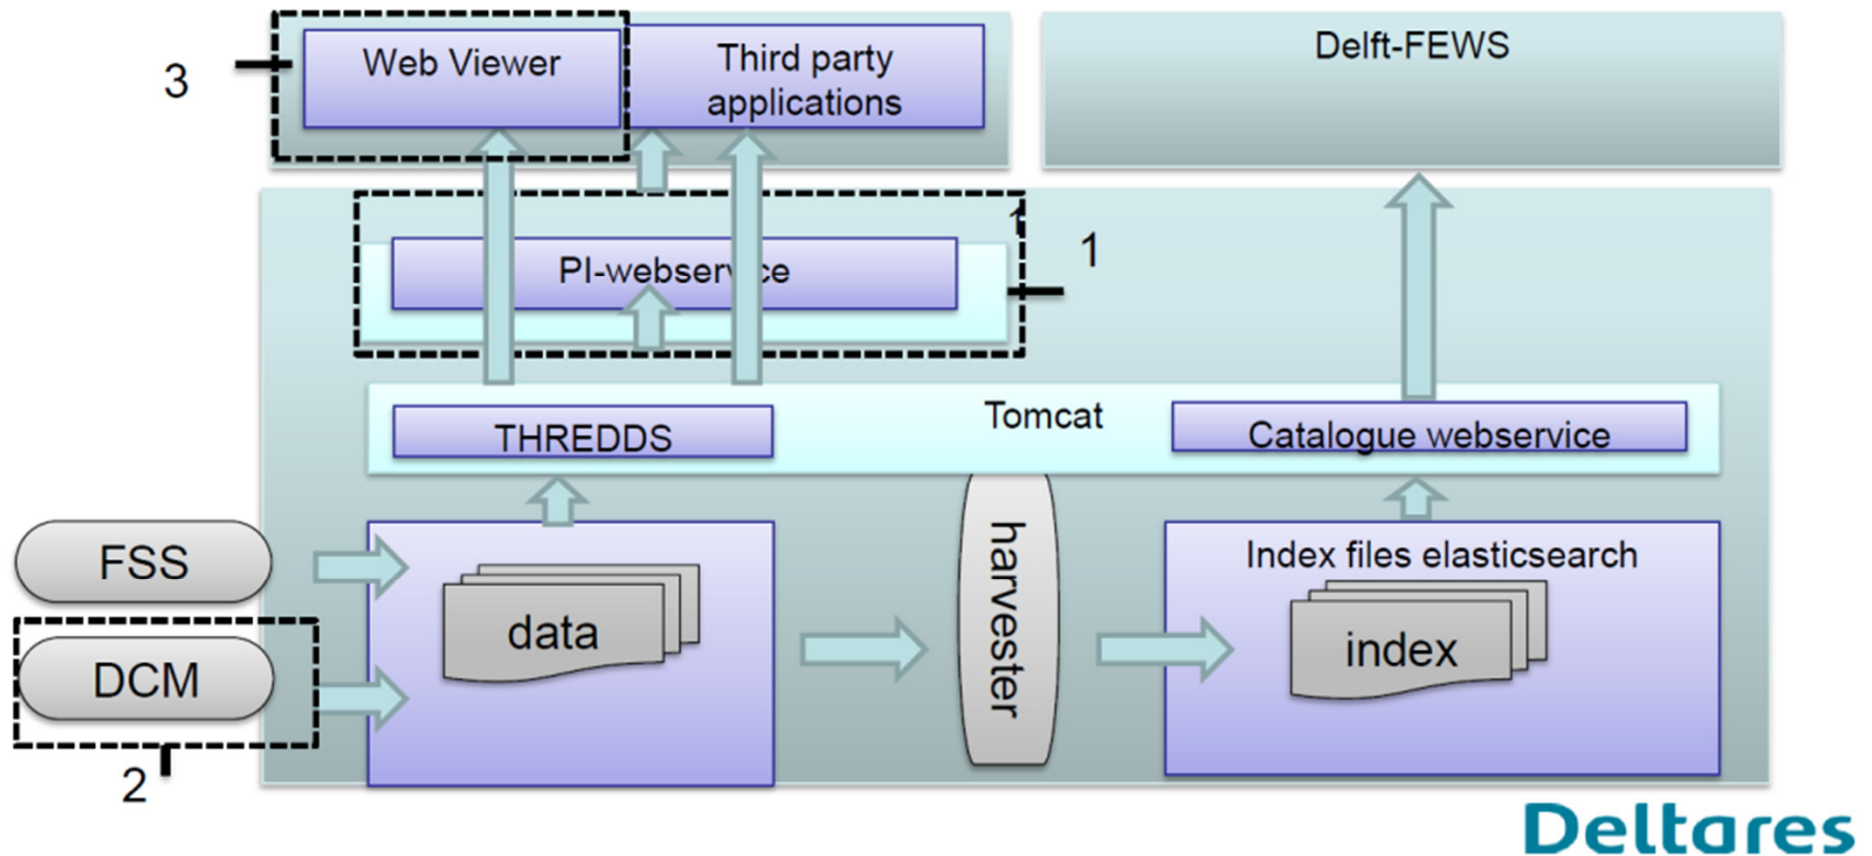 3
Web Viewer
Third party
applications
Delft-FEWS
1
PI-webservice
1
THREDDS
Tomcat
Catalogue webservice
FSS
DCM
2
data
harvester
Index files elasticsearch
index
Deltares